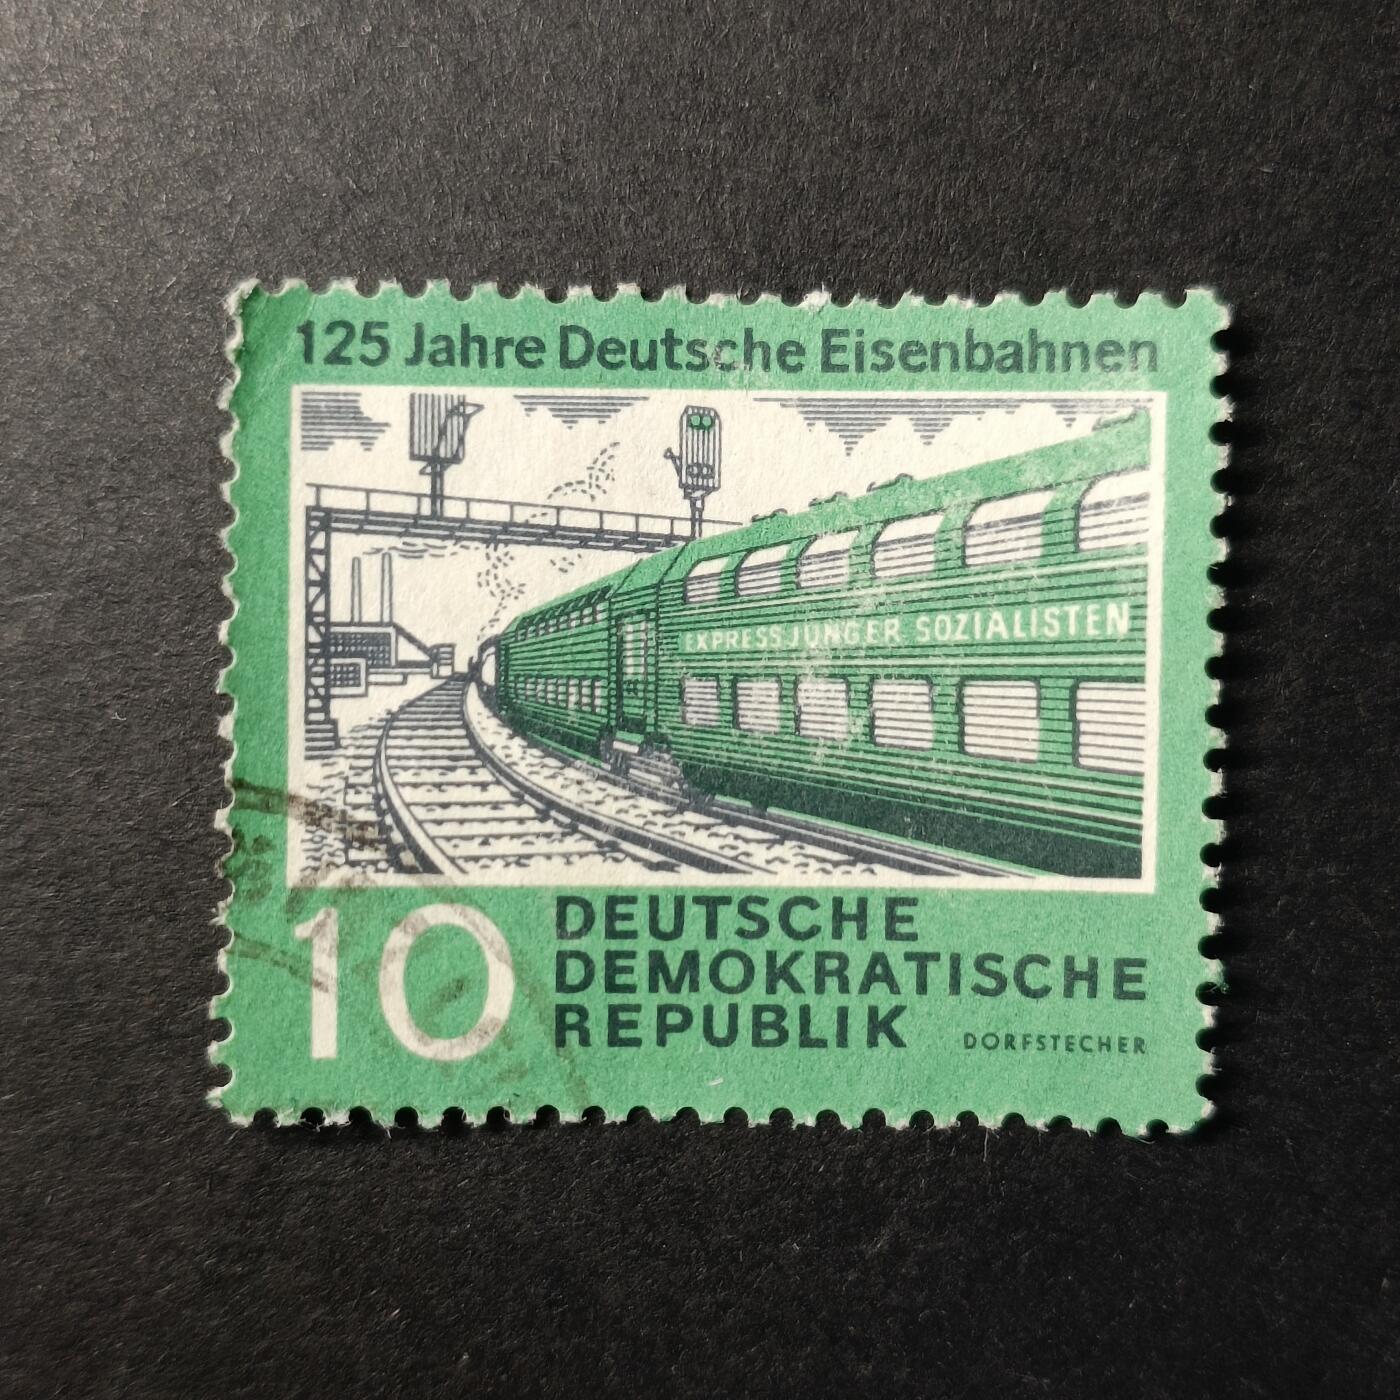 125 Jahre Deutsche Eisenbahnen
EXPRESS JUNGER SOZIALISTEN
10
DEUTSCHE
DEMOKRATISCHE
REPUBLIK
DORFSTECHER